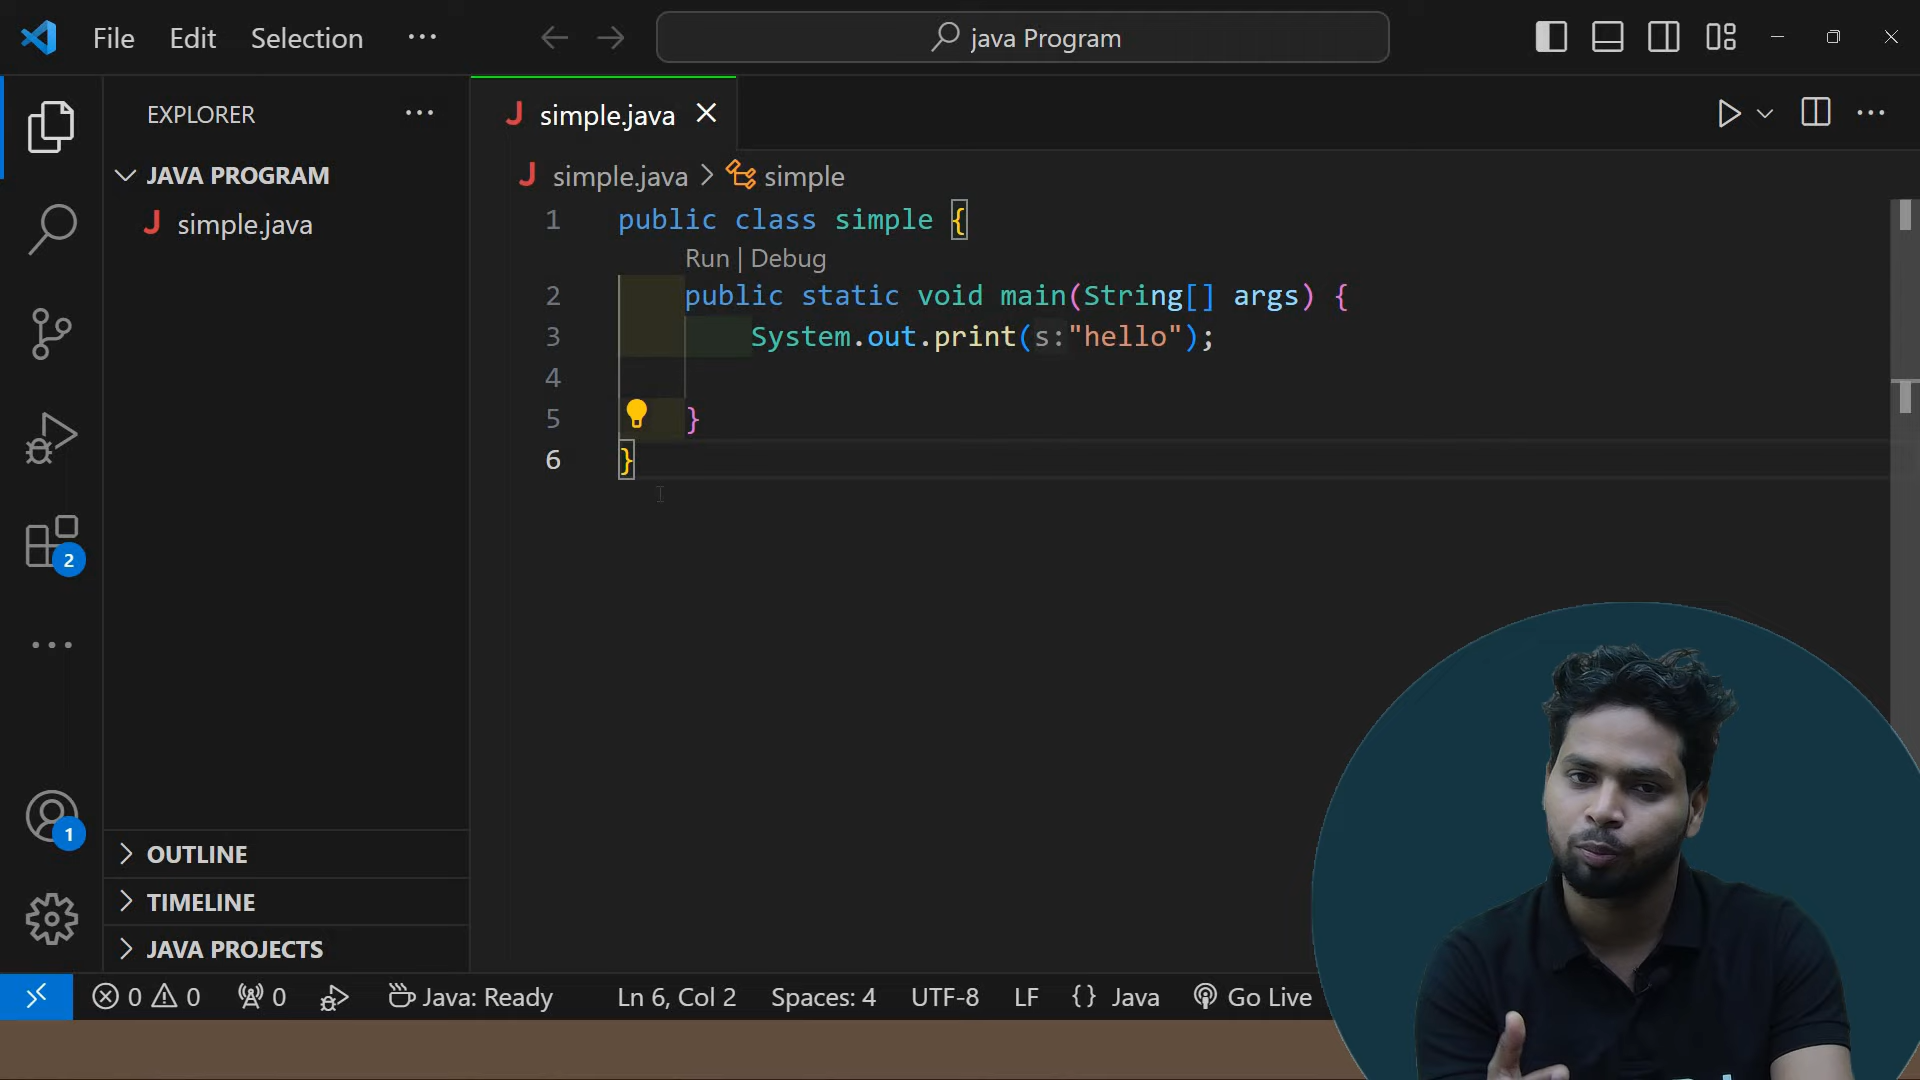 File Edit Selection ···
java Program
EXPLORER ···
JAVA PROGRAM
J simple.java
2
1
OUTLINE
TIMELINE
JAVA PROJECTS
J simple.java
J simple.java > simple
1 public class simple {
Run | Debug
2 public static void main(String[] args) {
3 System.out.print(s:"hello");
4
5 }
6 }
0 0 0 Java: Ready Ln 6, Col 2 Spaces: 4 UTF-8 LF {} Java Go Live